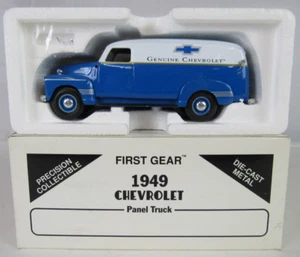 GENUINE CHEVROLET
PRECISION
COLLECTIBLE
FIRST GEAR
1949
CHEVROLET
Panel Truck
DIE-CAST
METAL